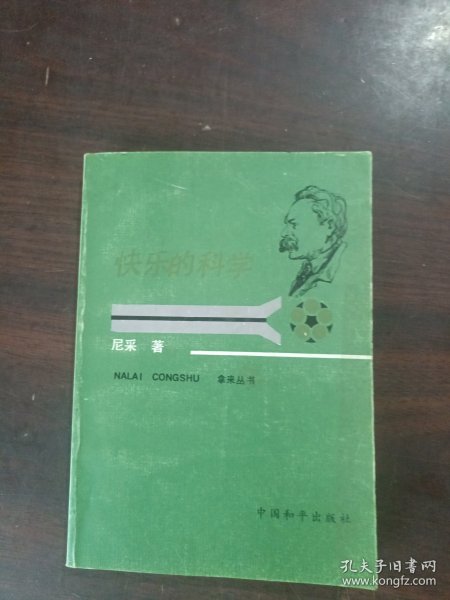 快乐的科学
尼采 著
NALAI CONGSHU 拿来丛书
中国和平出版社
孔夫子旧书网
www.kongfz.com